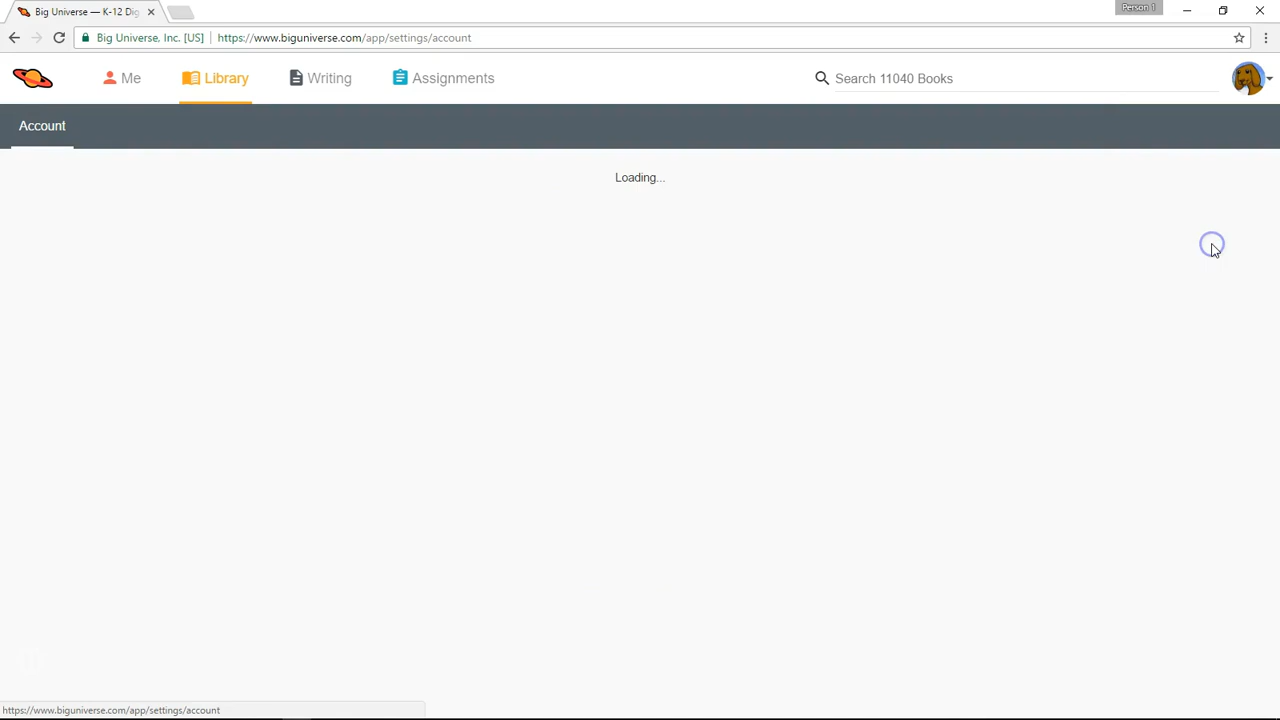 Big Universe — K-12 Dig
Person 1
Big Universe, Inc. [US]
https://www.biguniverse.com/app/settings/account
Me
Library
Writing
Assignments
Search 11040 Books
Account
Loading...
https://www.biguniverse.com/app/settings/account